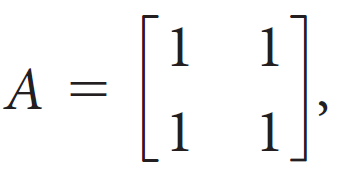 A = [1 1
1 1],